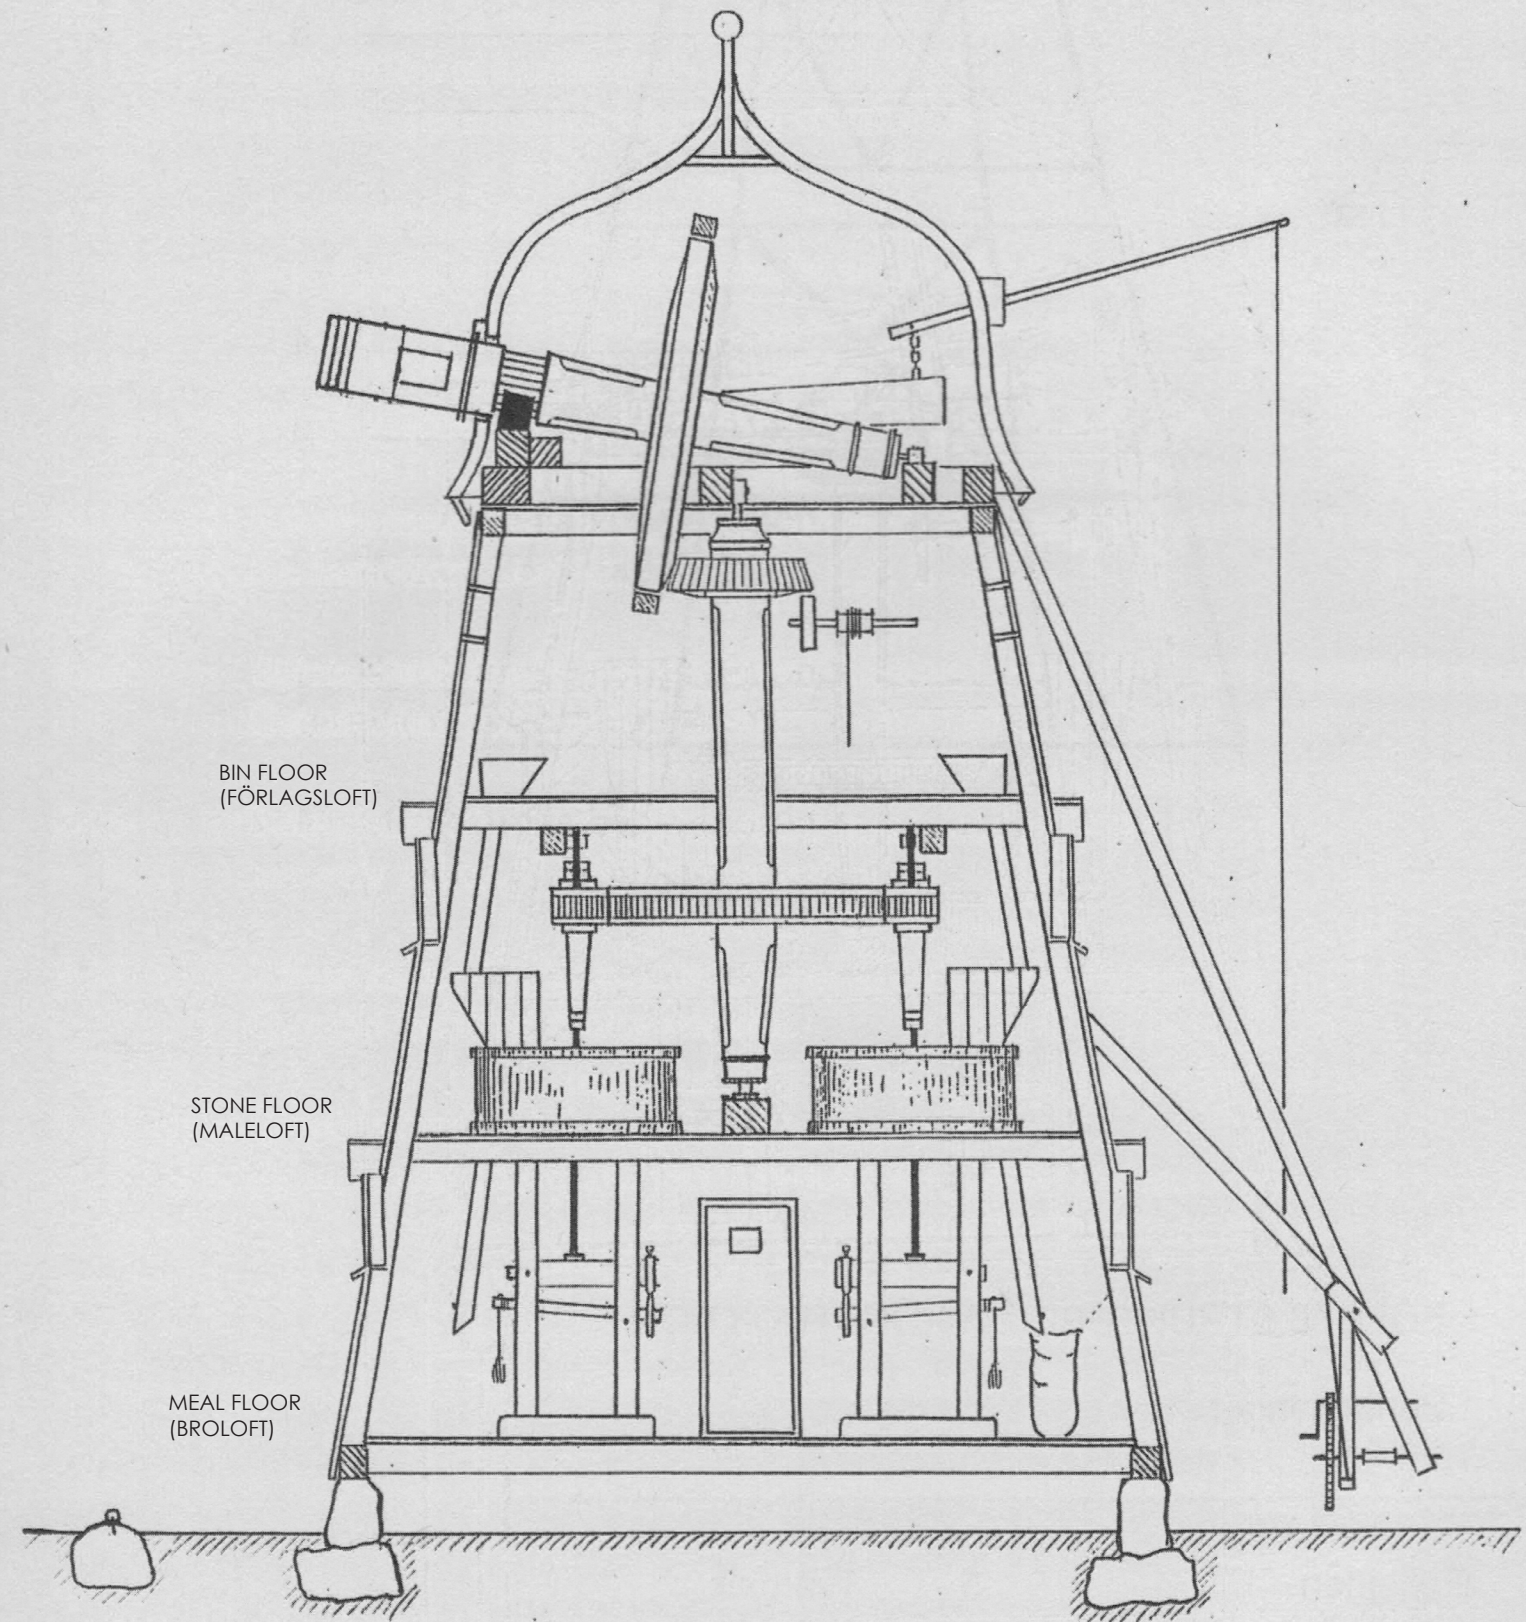 BIN FLOOR
(FÖRLAGSLOFT)
STONE FLOOR
(MALELOFT)
MEAL FLOOR
(BROLOFT)